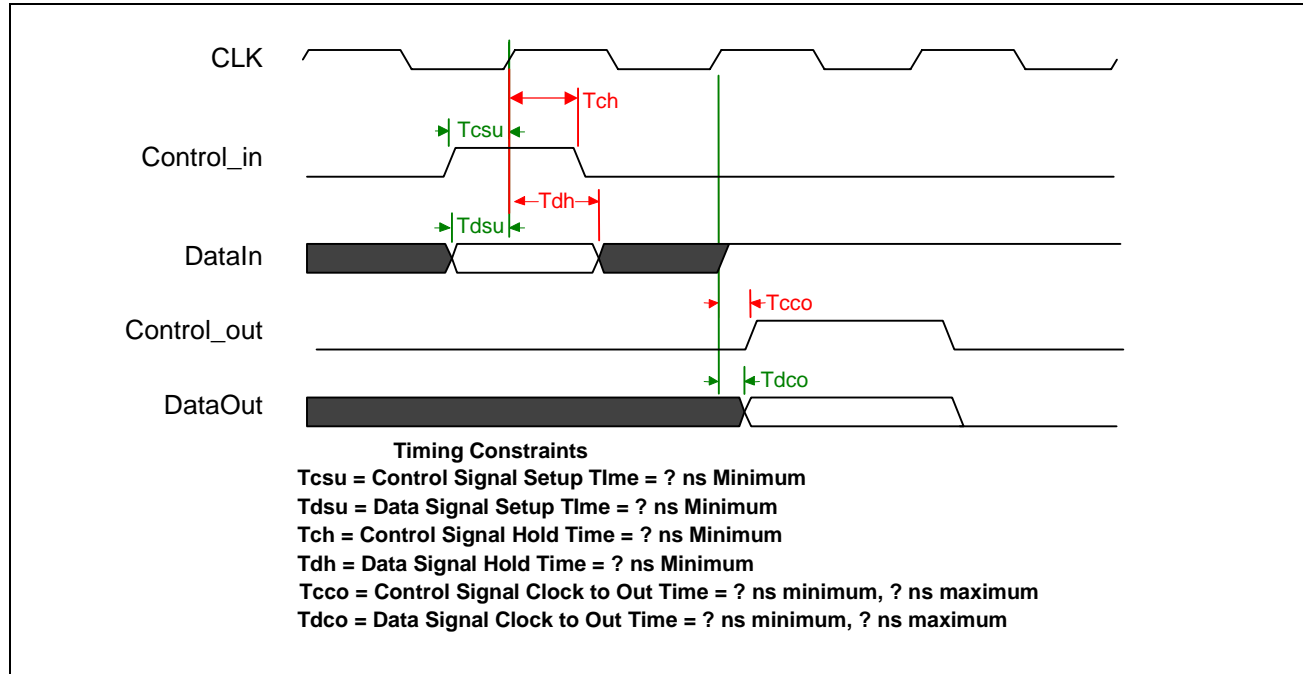 CLK
Tch
Tcsu
Control_in
Tdh
Tdsu
DataIn
Tcco
Control_out
Tdco
DataOut
Timing Constraints
Tcsu = Control Signal Setup TIme = ? ns Minimum
Tdsu = Data Signal Setup TIme = ? ns Minimum
Tch = Control Signal Hold Time = ? ns Minimum
Tdh = Data Signal Hold Time = ? ns Minimum
Tcco = Control Signal Clock to Out Time = ? ns minimum, ? ns maximum
Tdco = Data Signal Clock to Out Time = ? ns minimum, ? ns maximum